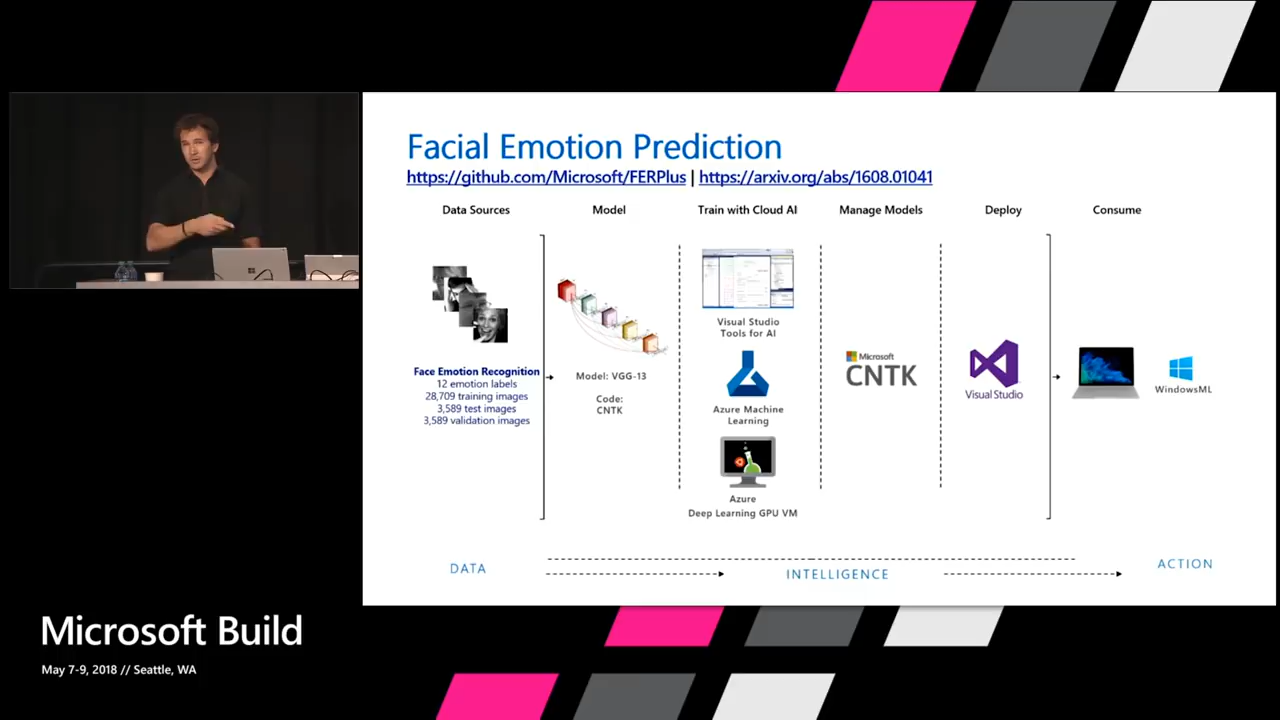 Facial Emotion Prediction
https://github.com/Microsoft/FERPlus | https://arxiv.org/abs/1608.01041
Data Sources
Model
Train with Cloud AI
Manage Models
Deploy
Consume
Face Emotion Recognition
12 emotion labels
28,709 training images
3,589 test images
3,589 validation images
Model: VGG-13
Code:
CNTK
Visual Studio
Tools for AI
Azure Machine
Learning
Azure
Deep Learning GPU VM
Microsoft
CNTK
Visual Studio
WindowsML
DATA
INTELLIGENCE
ACTION
Microsoft Build
May 7-9, 2018 // Seattle, WA